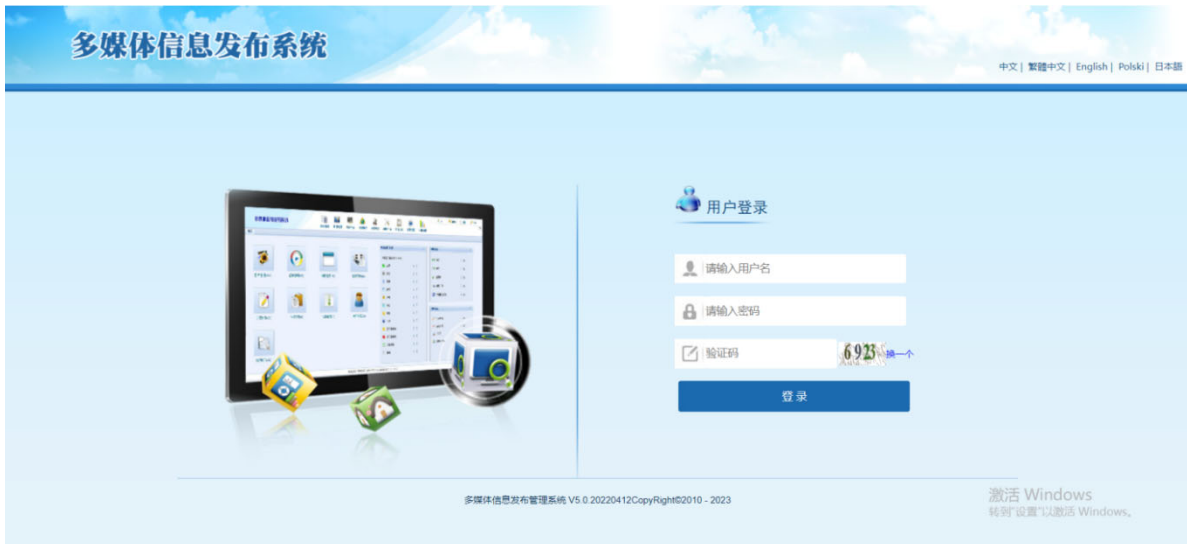 多媒体信息发布系统
中文 | 繁體中文 | English | Polski | 日本語
用户登录
请输入用户名
请输入密码
验证码 6923 换一个
登录
多媒体信息发布管理系统 V5.0.20220412CopyRight©2010 - 2023
激活 Windows
转到"设置"以激活 Windows。